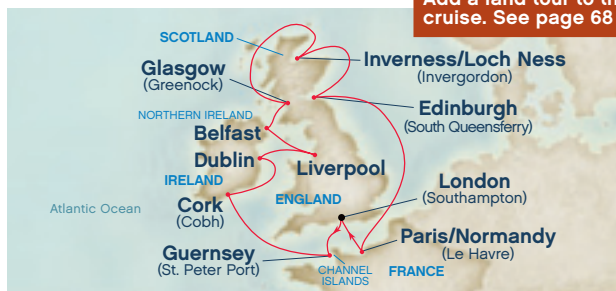 Add a land tour to th
cruise. See page 68
SCOTLAND
Glasgow
(Greenock)
Inverness/Loch Ness
(Invergordon)
Edinburgh
(South Queensferry)
NORTHERN IRELAND
Belfast
Dublin
Liverpool
IRELAND
ENGLAND
London
(Southampton)
Atlantic Ocean
Cork
(Cobh)
Guernsey
(St. Peter Port)
Paris/Normandy
(Le Havre)
CHANNEL
ISLANDS
FRANCE